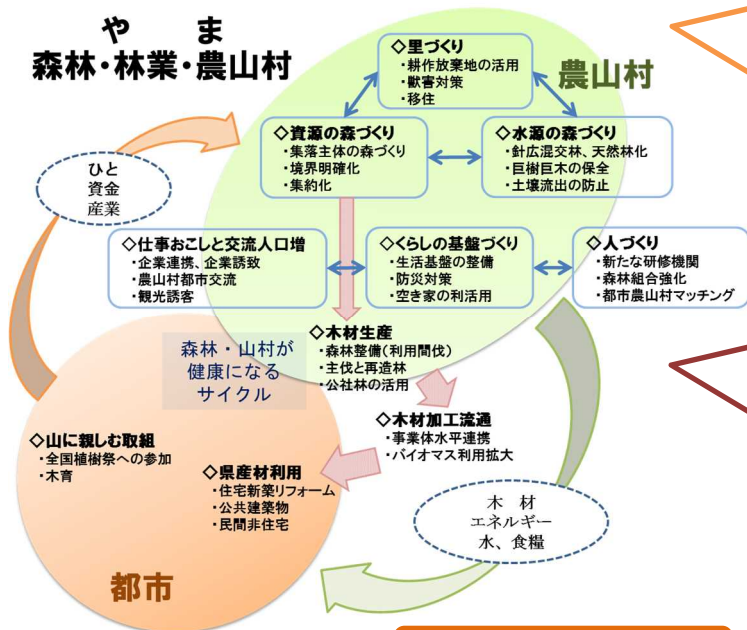 やま
森林・林業・農山村
農山村
◇里づくり
・耕作放棄地の活用
・獣害対策
・移住
◇資源の森づくり
・集落主体の森づくり
・境界明確化
・集約化
◇水源の森づくり
・針広混交林、天然林化
・巨樹巨木の保全
・土壌流出の防止
ひと
資金
産業
◇仕事おこしと交流人口増
・企業連携、企業誘致
・農山村都市交流
・観光誘客
◇くらしの基盤づくり
・生活基盤の整備
・防災対策
・空き家の利活用
◇人づくり
・新たな研修機関
・森林組合強化
・都市農山村マッチング
森林・山村が
健康になる
サイクル
◇木材生産
・森林整備(利用間伐)
・主伐と再造林
・公社林の活用
◇木材加工流通
・事業体水平連携
・バイオマス利用拡大
◇山に親しむ取組
・全国植樹祭への参加
・木育
◇県産材利用
・住宅新築リフォーム
・公共建築物
・民間非住宅
木材
エネルギー
水、食糧
都市